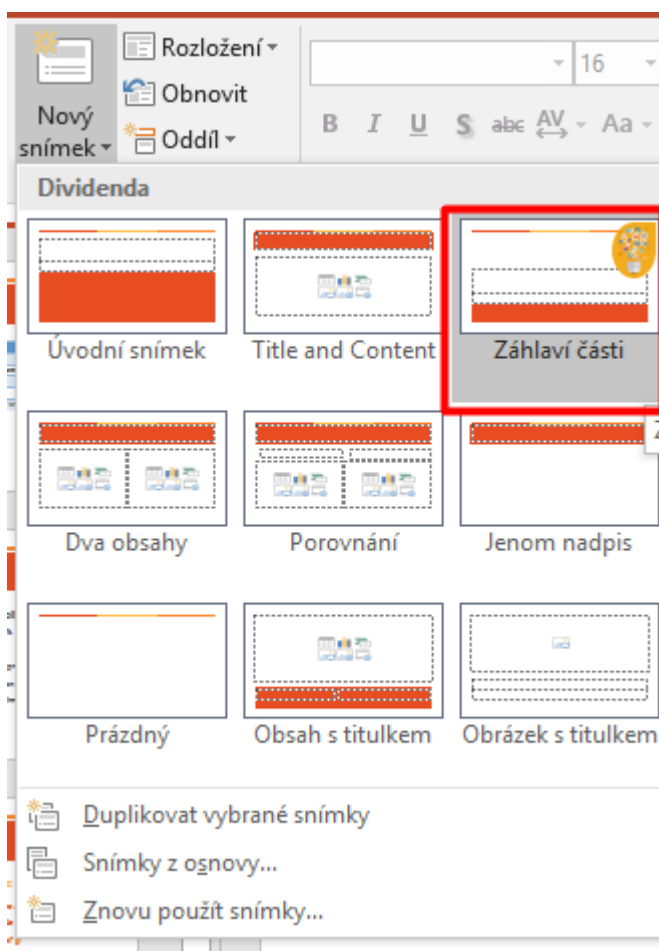 Nový
snímek
Rozložení
Obnovit
Oddíl
16
B I U S abc AV Aa
Dividenda
Úvodní snímek
Title and Content
Záhlaví části
Dva obsahy
Porovnání
Jenom nadpis
Prázdný
Obsah s titulkem
Obrázek s titulkem
Duplikovat vybrané snímky
Snímky z osnovy...
Znovu použít snímky...